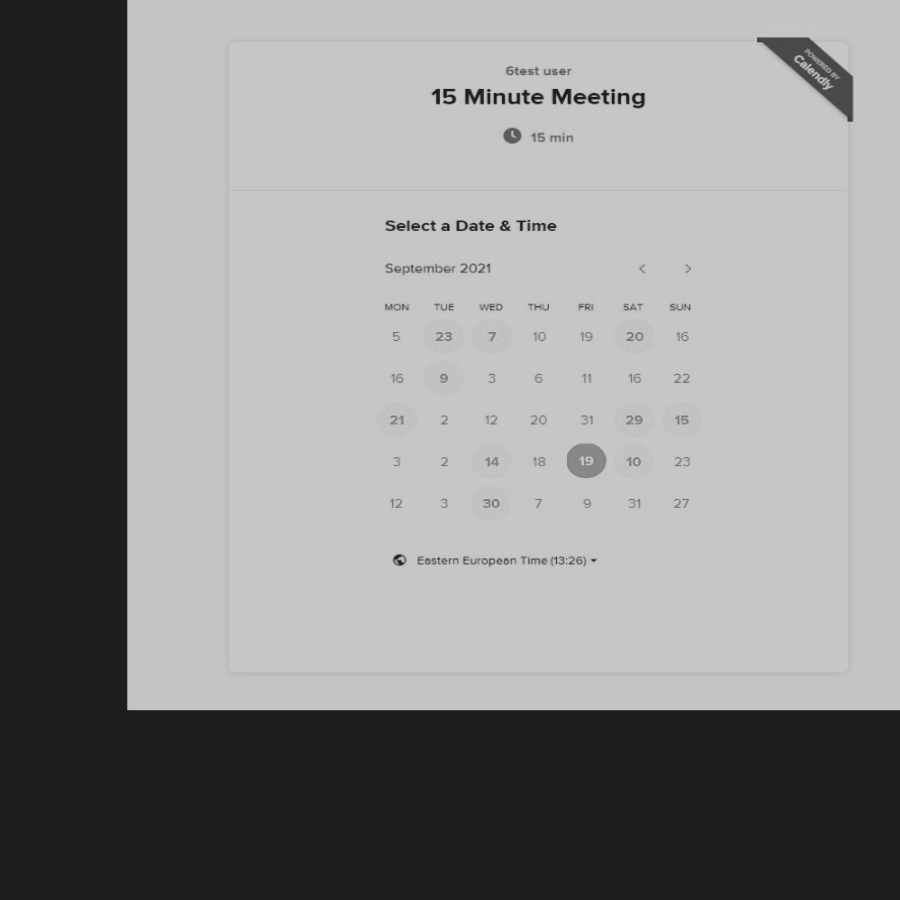 POWERED BY
Calendly
6test user
15 Minute Meeting
15 min
Select a Date & Time
September 2021
MON TUE WED THU FRI SAT SUN
5 23 7 10 19 20 16
16 9 3 6 11 16 22
21 2 12 20 31 29 15
3 2 14 18 19 10 23
12 3 30 7 9 31 27
Eastern European Time (13:26)